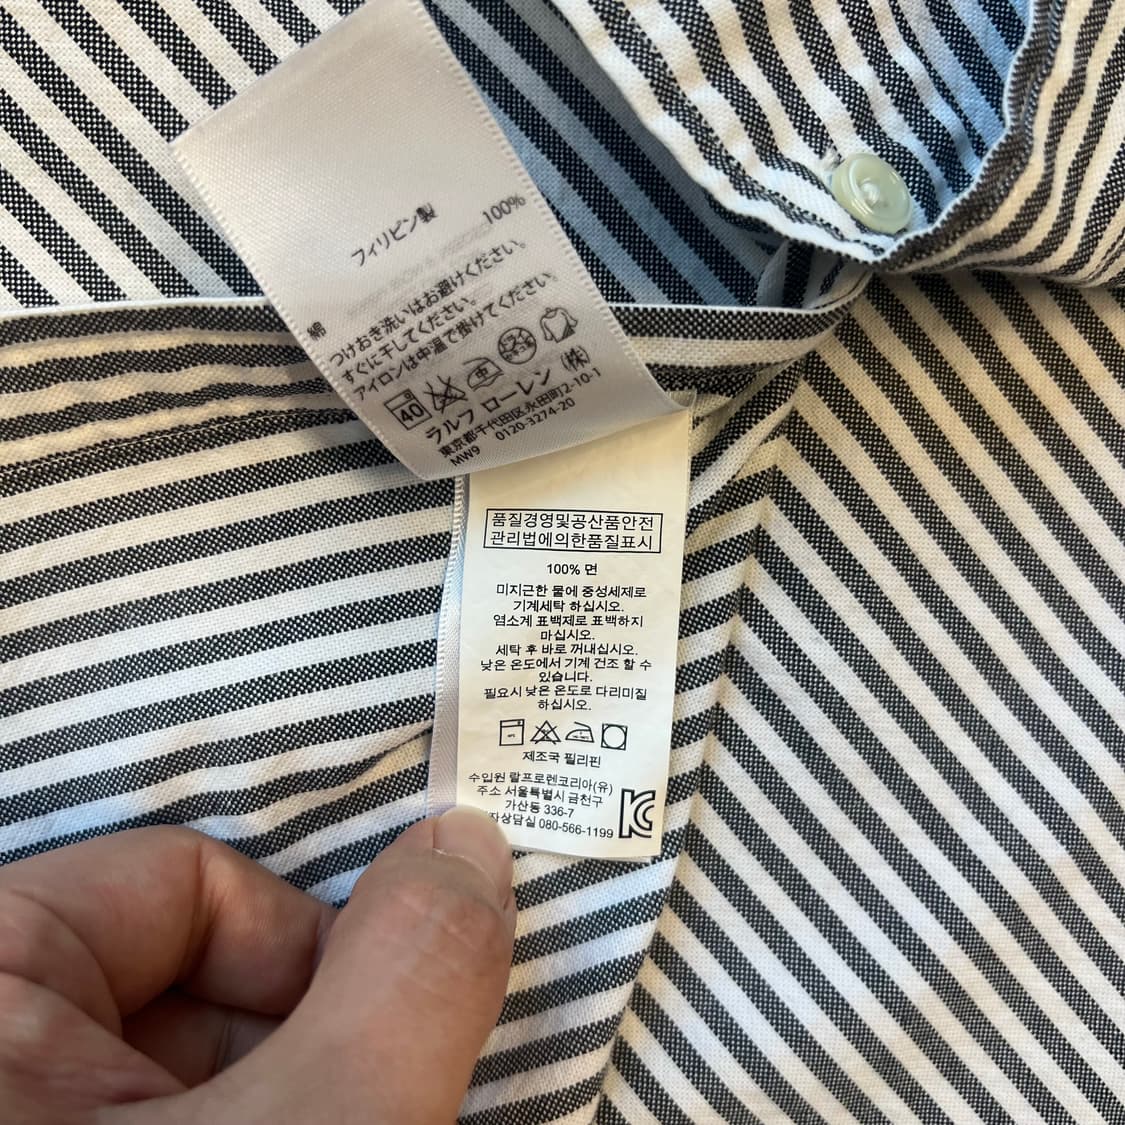 フィリピン製
綿 100%
つけおき洗いはお避けください。
すぐに干してください。
アイロンは中温で掛けてください。
40 中
ラルフ ローレン (株)
東京都千代田区永田町2-10-1
0120-3274-20
MW9
품질경영및공산품안전
관리법에의한품질표시
100% 면
미지근한 물에 중성세제로
기계세탁 하십시오.
염소계 표백제로 표백하지
마십시오.
세탁 후 바로 꺼내십시오.
낮은 온도에서 기계 건조 할 수
있습니다.
필요시 낮은 온도로 다리미질
하십시오.
제조국 필리핀
수입원 랄프로렌코리아(유)
주소 서울특별시 금천구
가산동 336-7
자상담실 080-566-1199